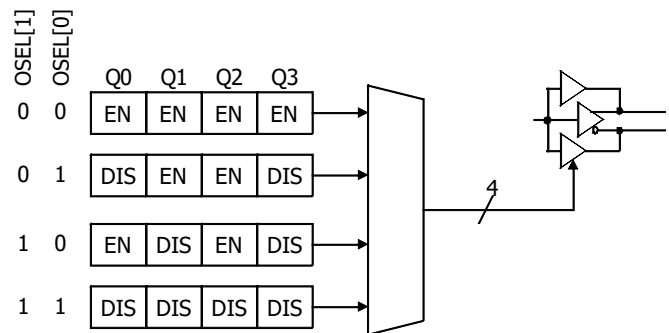 OSEL[1] OSEL[0]
Q0 Q1 Q2 Q3
0 0 EN EN EN EN
0 1 DIS EN EN DIS
4
1 0 EN DIS EN DIS
1 1 DIS DIS DIS DIS